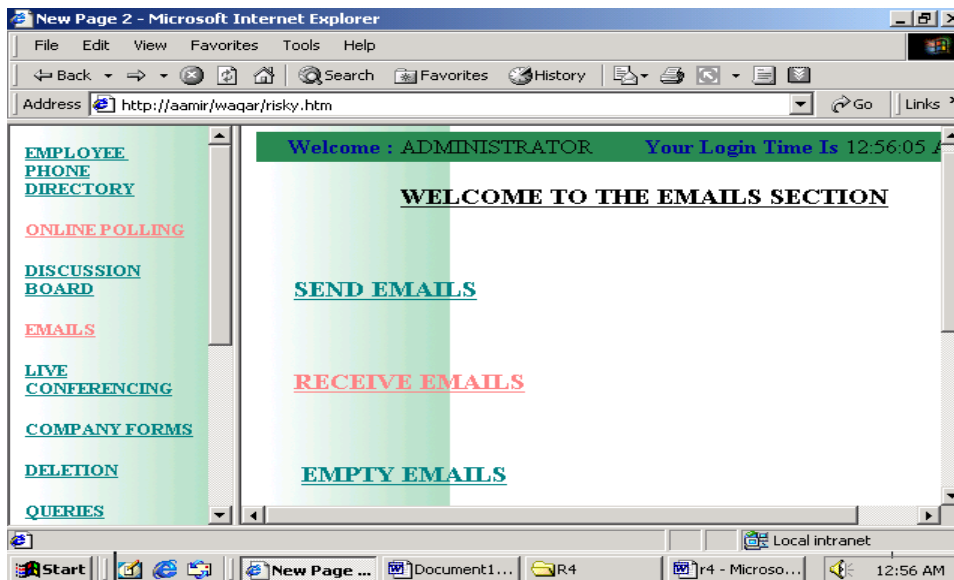 New Page 2 - Microsoft Internet Explorer
File Edit View Favorites Tools Help
Back Search Favorites History
Address http://aamir/waqar/risky.htm Go Links
EMPLOYEE
PHONE
DIRECTORY
ONLINE POLLING
DISCUSSION
BOARD
EMAILS
LIVE
CONFERENCING
COMPANY FORMS
DELETION
QUERIES
Welcome : ADMINISTRATOR Your Login Time Is 12:56:05
WELCOME TO THE EMAILS SECTION
SEND EMAILS
RECEIVE EMAILS
EMPTY EMAILS
Local intranet
Start New Page ... Document1... R4 r4 - Microso... 12:56 AM